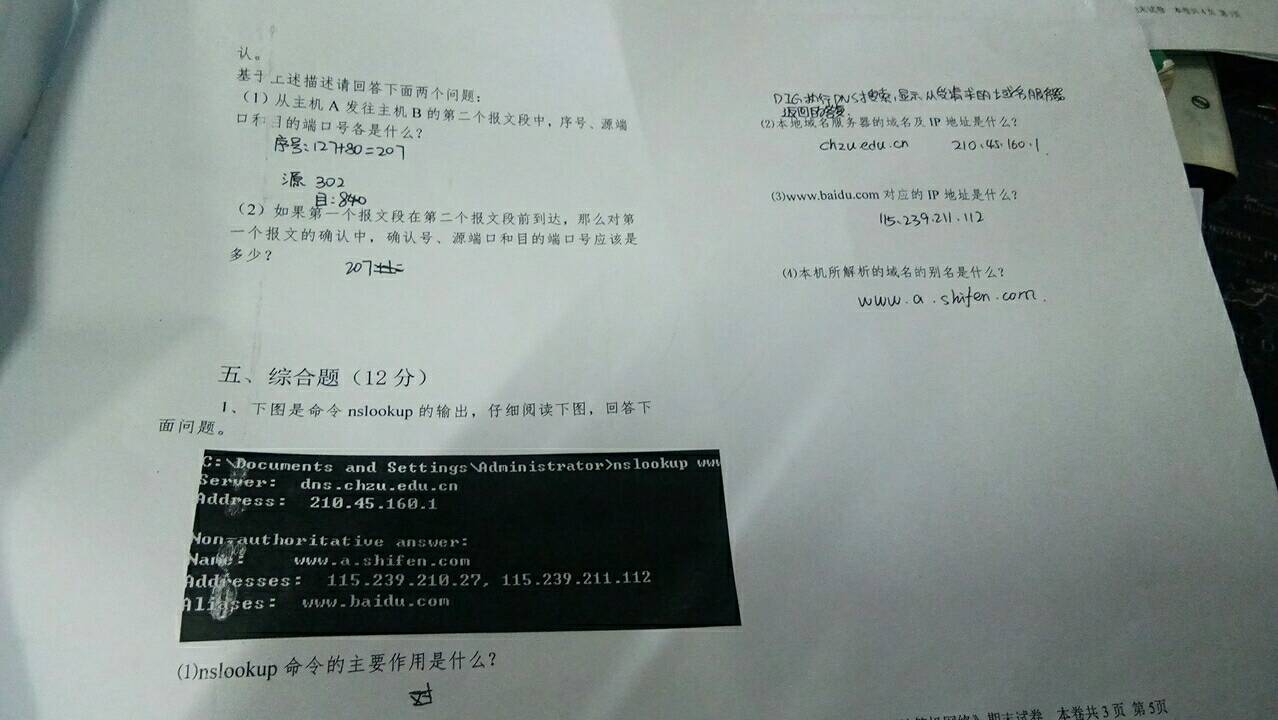 认。
基于上述描述请回答下面两个问题：
（1）从主机 A 发往主机 B 的第二个报文段中，序号、源端
口和目的端口号各是什么？
序号：127+80=207
源 302
目：840
（2）如果第一个报文段在第二个报文段前到达，那么对第
一个报文的确认中，确认号、源端口和目的端口号应该是
多少？
207
五、综合题（12 分）
1、下图是命令 nslookup 的输出，仔细阅读下图，回答下
面问题。
C:\Documents and Settings\Administrator>nslookup www
Server: dns.chzu.edu.cn
Address: 210.45.160.1
Non-authoritative answer:
Name: www.a.shifen.com
Addresses: 115.239.210.27, 115.239.211.112
Aliases: www.baidu.com
(1)nslookup 命令的主要作用是什么？
DIG执行DNS搜索，显示从受请求的域名服务器
返回的答复.
(2)本地域名服务器的域名及 IP 地址是什么？
chzu edu.cn 210.45.160.1
(3)www.baidu.com 对应的 IP 地址是什么？
115.239.211.112
(4)本机所解析的域名的别名是什么？
www.a.shifen.com.
期末试卷 本卷共 3 页 第 5页
末试卷 本卷共 4 页